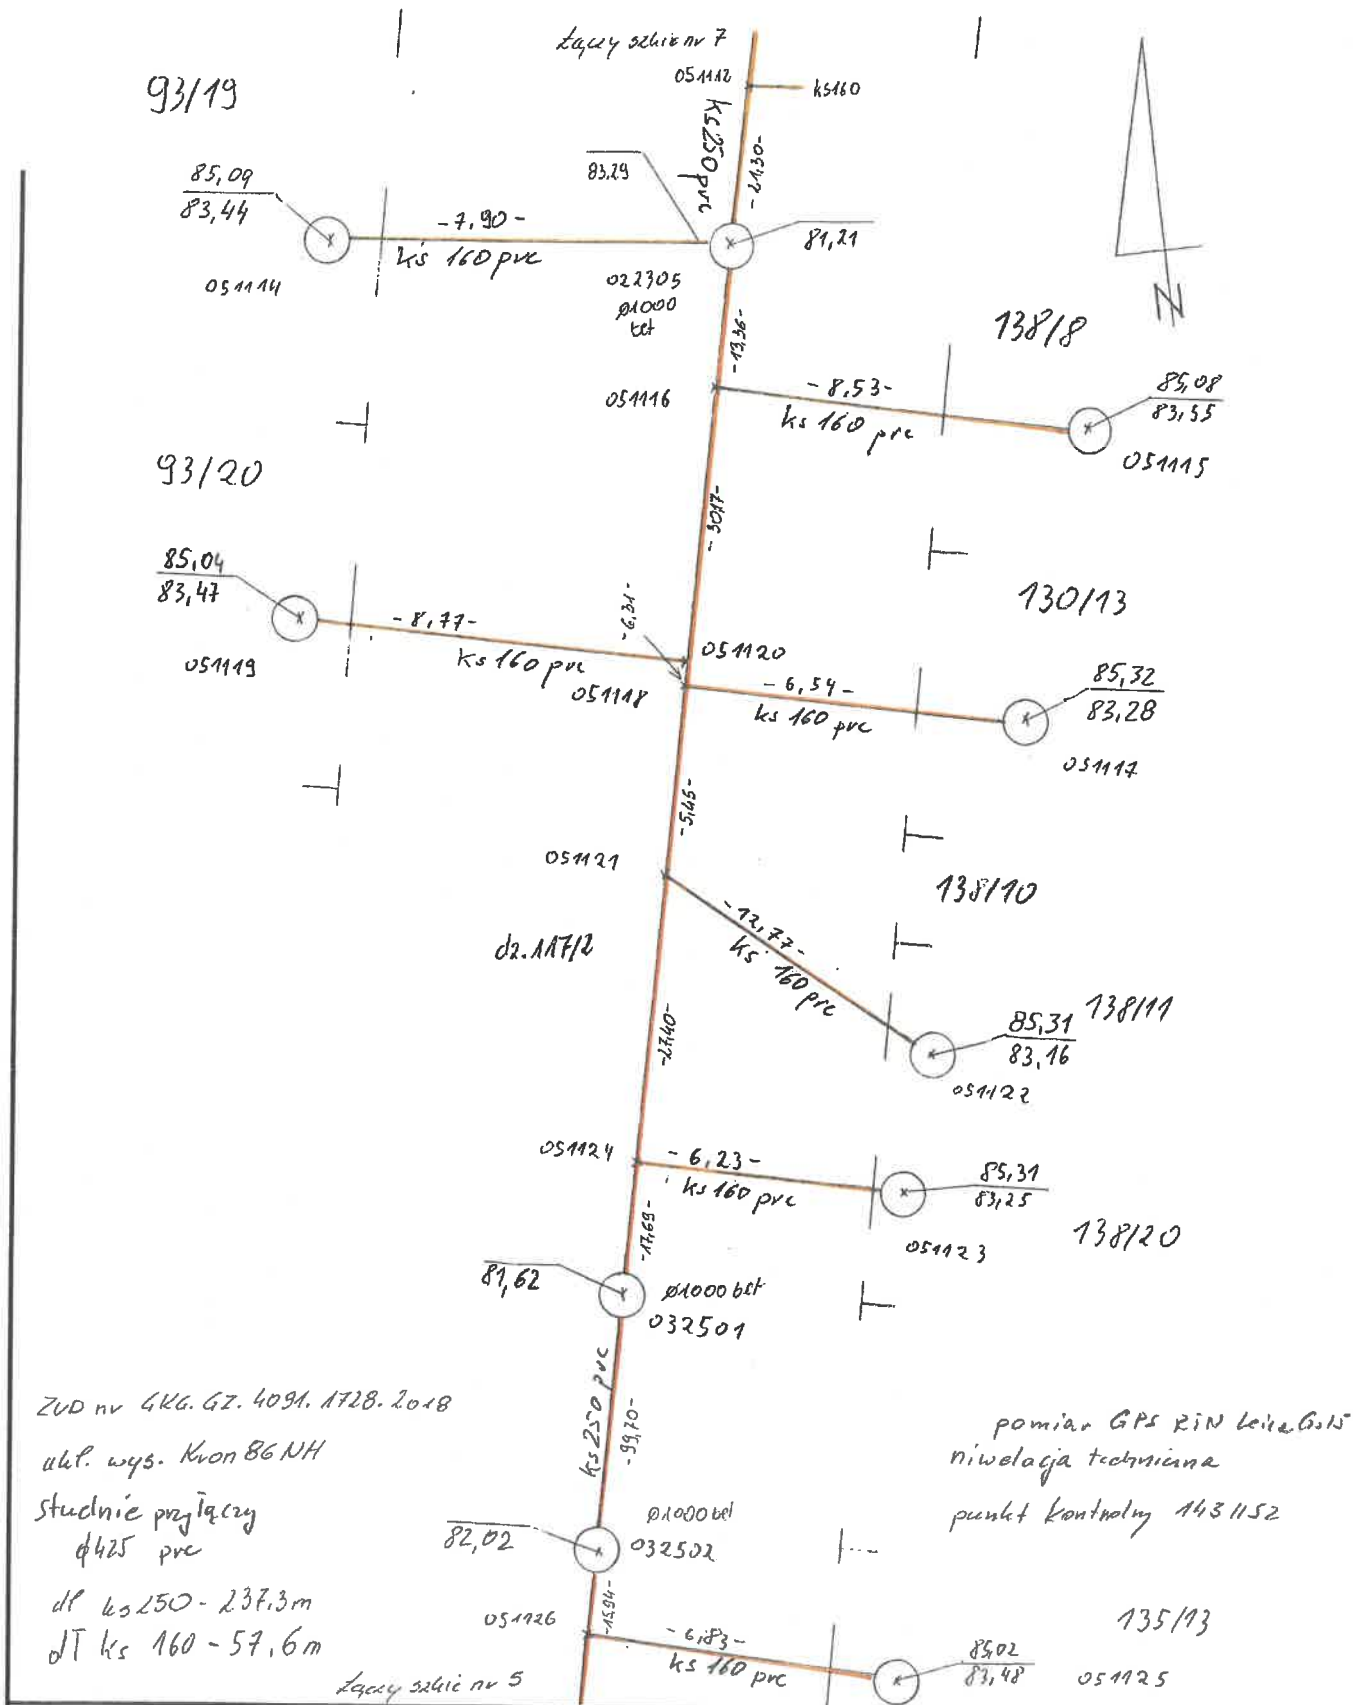 Łączy szkic nr 7
051112
ks160
93/19
ks250 pvc
-21,30-
83,29
85,09
83,44
-7,90-
ks 160 pvc
81,21
051114
022305
ø1000
bet
N
138/8
-13,36-
051116
-8,53-
ks 160 pvc
85,08
83,55
051115
93/20
-30,17-
85,04
83,47
130/13
-8,77-
ks 160 pvc
-6,31-
051120
051119
051118
-6,54-
ks 160 pvc
85,32
83,28
051117
-5,45-
051121
138/10
-12,77-
ks 160 pvc
dz. 117/2
138/11
85,31
83,16
051122
-27,40-
051124
-6,23-
ks 160 pvc
85,31
83,25
051123
138/20
-17,69-
81,62
ø1000 bet
032501
ks 250 pvc
-99,70-
ZUD nr GKG. GZ. 4091. 1728. 2018
ukł. wys. Kron 86 NH
studnie przyłączy
ø425 pvc
dł ks250 - 237,3m
dł ks 160 - 57,6m
pomiar GPS RTN Leica GS15
niwelacja techniczna
punkt kontrolny 1431152
82,02
ø1000 bet
032502
051126
-15,94-
-6,83-
ks 160 pvc
135/13
85,02
83,48
051125
Łączy szkic nr 5